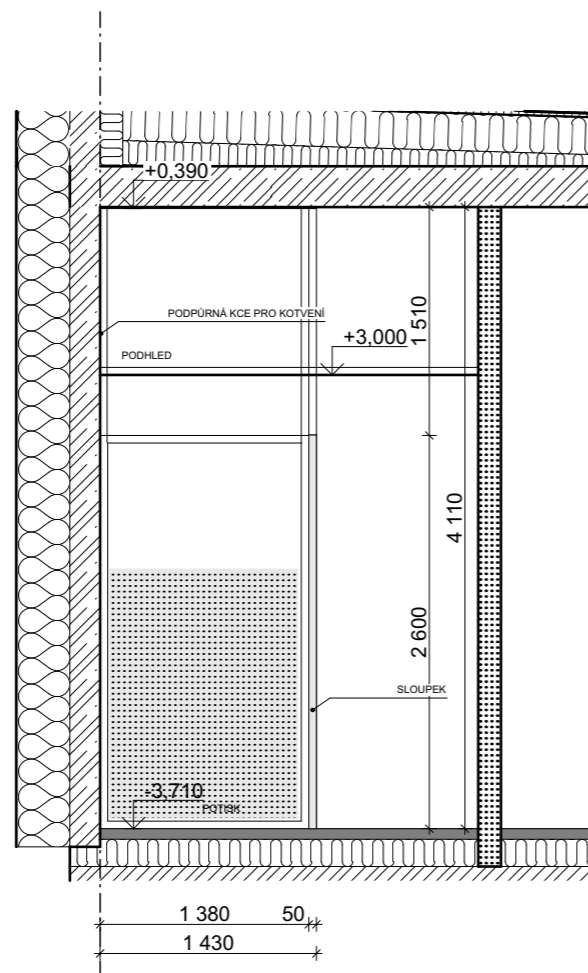 +0,390
PODPŮRNÁ KCE PRO KOTVENÍ
1 510
+3,000
PODHLED
4 110
2 600
SLOUPEK
-3,710
POTISK
1 380 50
1 430